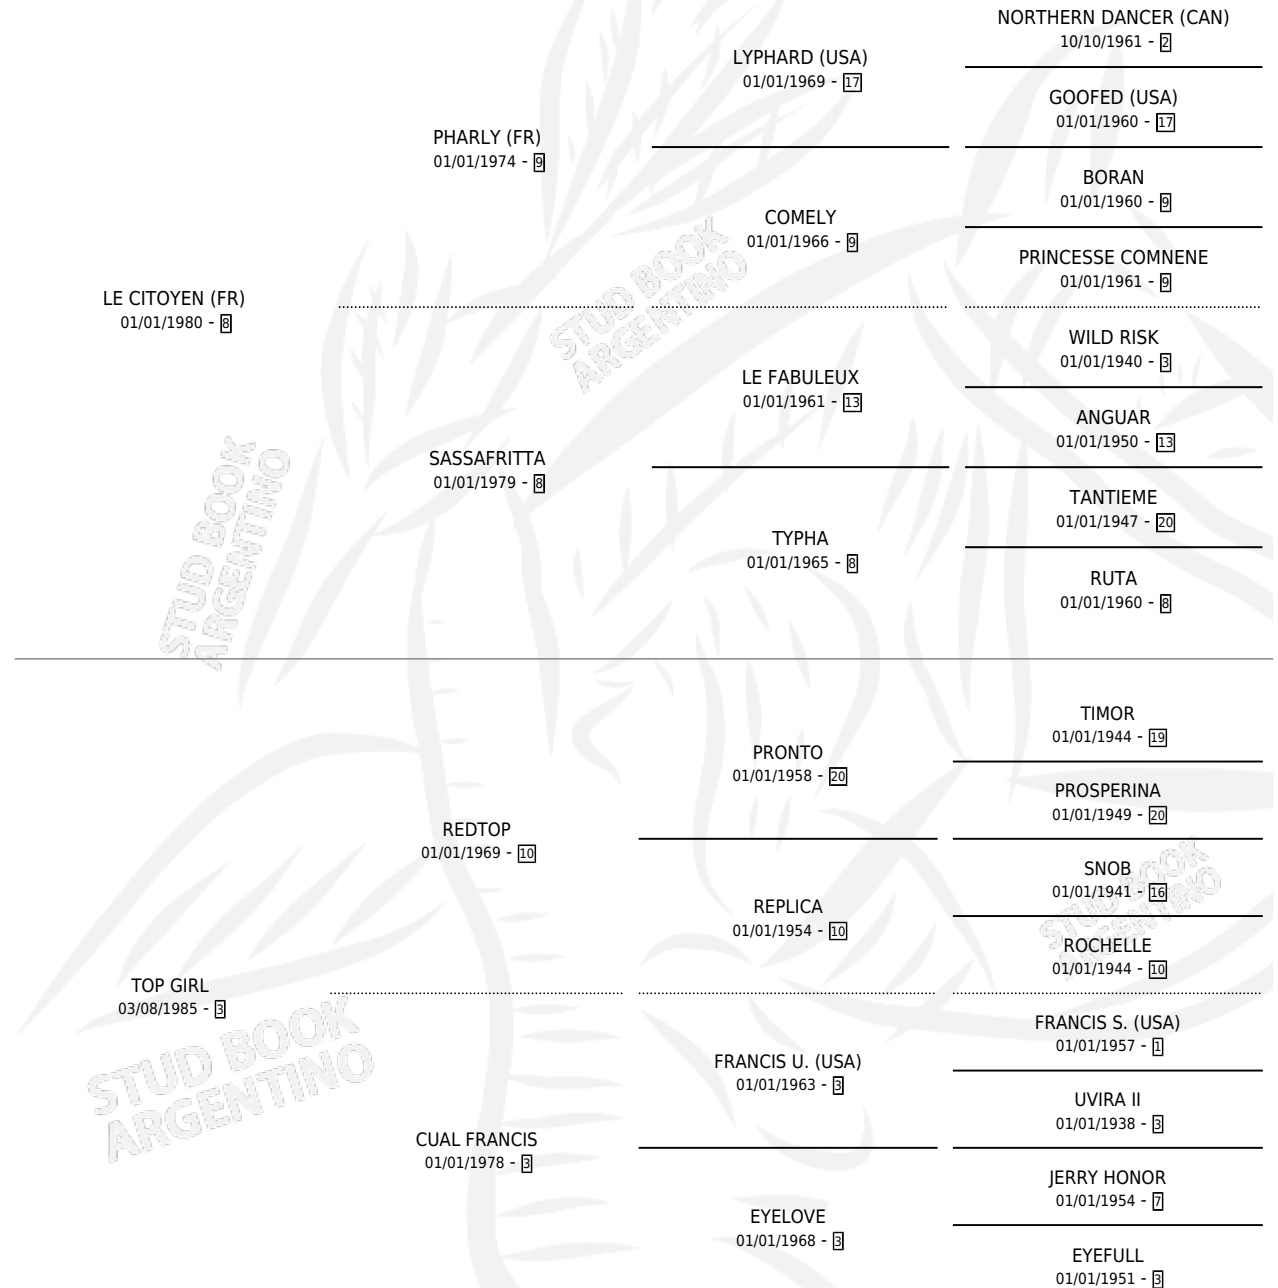 NORTHERN DANCER (CAN)
10/10/1961 - 2
LYPHARD (USA)
01/01/1969 - 17
GOOFED (USA)
01/01/1960 - 17
PHARLY (FR)
01/01/1974 - 9
BORAN
01/01/1960 - 9
COMELY
01/01/1966 - 9
PRINCESSE COMNENE
01/01/1961 - 9
LE CITOYEN (FR)
01/01/1980 - 8
WILD RISK
01/01/1940 - 3
LE FABULEUX
01/01/1961 - 13
ANGUAR
01/01/1950 - 13
SASSAFRITTA
01/01/1979 - 8
TANTIEME
01/01/1947 - 20
TYPHA
01/01/1965 - 8
RUTA
01/01/1960 - 8
TIMOR
01/01/1944 - 19
PRONTO
01/01/1958 - 20
PROSPERINA
01/01/1949 - 20
REDTOP
01/01/1969 - 10
SNOB
01/01/1941 - 16
REPLICA
01/01/1954 - 10
ROCHELLE
01/01/1944 - 10
TOP GIRL
03/08/1985 - 3
FRANCIS S. (USA)
01/01/1957 - 1
FRANCIS U. (USA)
01/01/1963 - 3
UVIRA II
01/01/1938 - 3
CUAL FRANCIS
01/01/1978 - 3
JERRY HONOR
01/01/1954 - 7
EYELOVE
01/01/1968 - 3
EYEFULL
01/01/1951 - 3
STUD BOOK
ARGENTINO
STUD BOOK
ARGENTINO
STUD BOOK
ARGENTINO
STUD BOOK
ARGENTINO